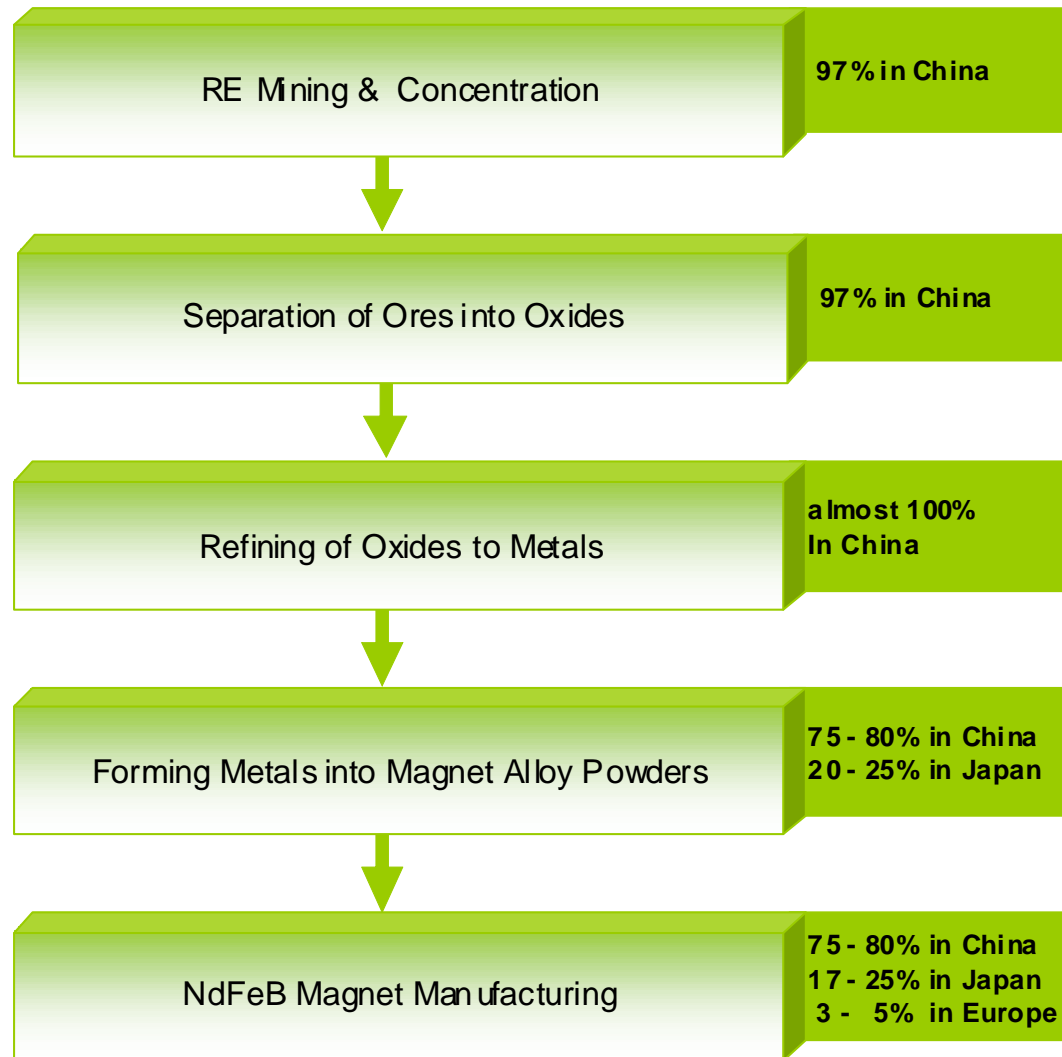 RE Mining & Concentration
97% in China
Separation of Ores into Oxides
97% in China
Refining of Oxides to Metals
almost 100%
In China
Forming Metals into Magnet Alloy Powders
75 - 80% in China
20 - 25% in Japan
NdFeB Magnet Manufacturing
75 - 80% in China
17 - 25% in Japan
3 - 5% in Europe